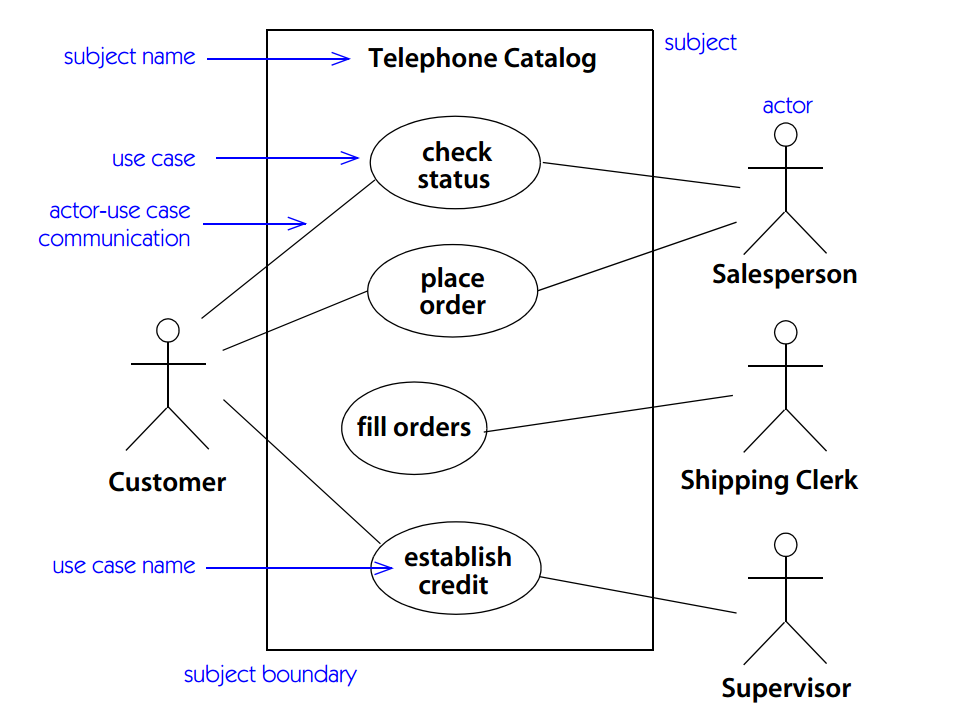 subject name
Telephone Catalog
subject
actor
use case
check
status
actor-use case
communication
place
order
Salesperson
fill orders
Customer
Shipping Clerk
use case name
establish
credit
subject boundary
Supervisor